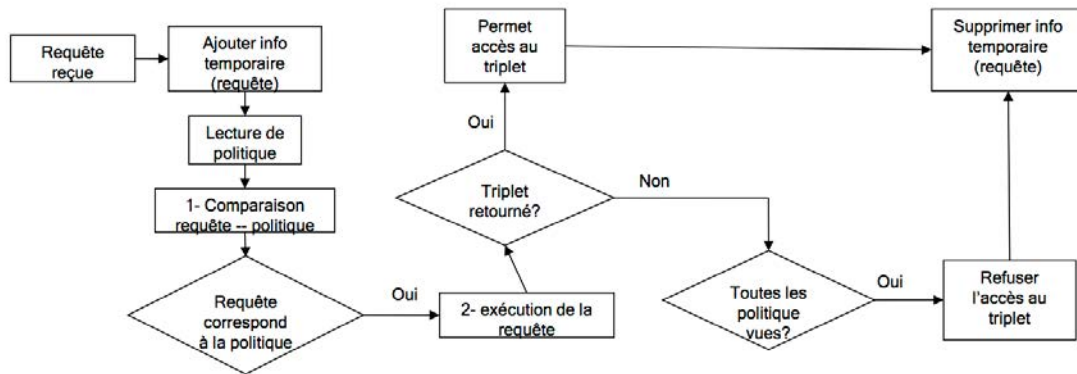 Requête
reçue
Ajouter info
temporaire
(requête)
Lecture de
politique
1- Comparaison
requête -- politique
Requête
correspond
à la politique
Oui
2- exécution de la
requête
Triplet
retourné?
Oui
Permet
accès au
triplet
Non
Toutes les
politique
vues?
Oui
Refuser
l'accès au
triplet
Supprimer info
temporaire
(requête)